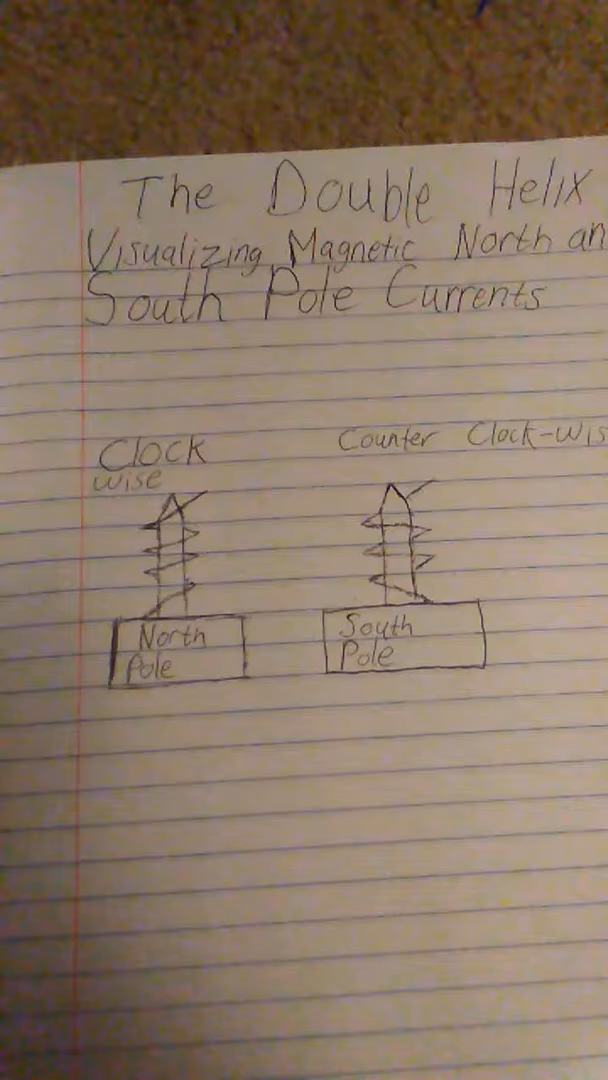 The Double Helix
Visualizing Magnetic North an
South Pole Currents
Clock
wise
Counter Clock-Wis
North
Pole
South
Pole